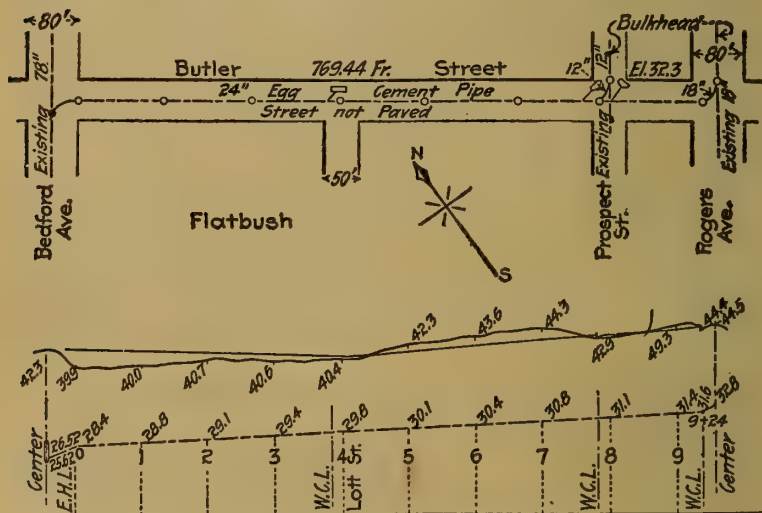 80'
78"
Butler 769.44 Fr. Street
12"
12"
Bulkhead
80'
El. 32.3
24" Egg Cement Pipe
Street not Paved
18"
Existing
Existing
Existing 18"
50'
Bedford Ave.
Flatbush
N
S
Prospect St.
Rogers Ave.
42.3
39.9
40.0
40.7
40.6
40.4
42.3
43.6
44.3
42.9
49.3
44.4
44.5
26.52
25.62
28.4
28.8
29.1
29.4
29.8
30.1
30.4
30.8
31.1
31.4
31.6
32.8
9+24
Center
E.H.L.
0
1
2
3
W.C.L.
4
Lott St.
5
6
7
W.C.L.
8
9
W.C.L.
Center